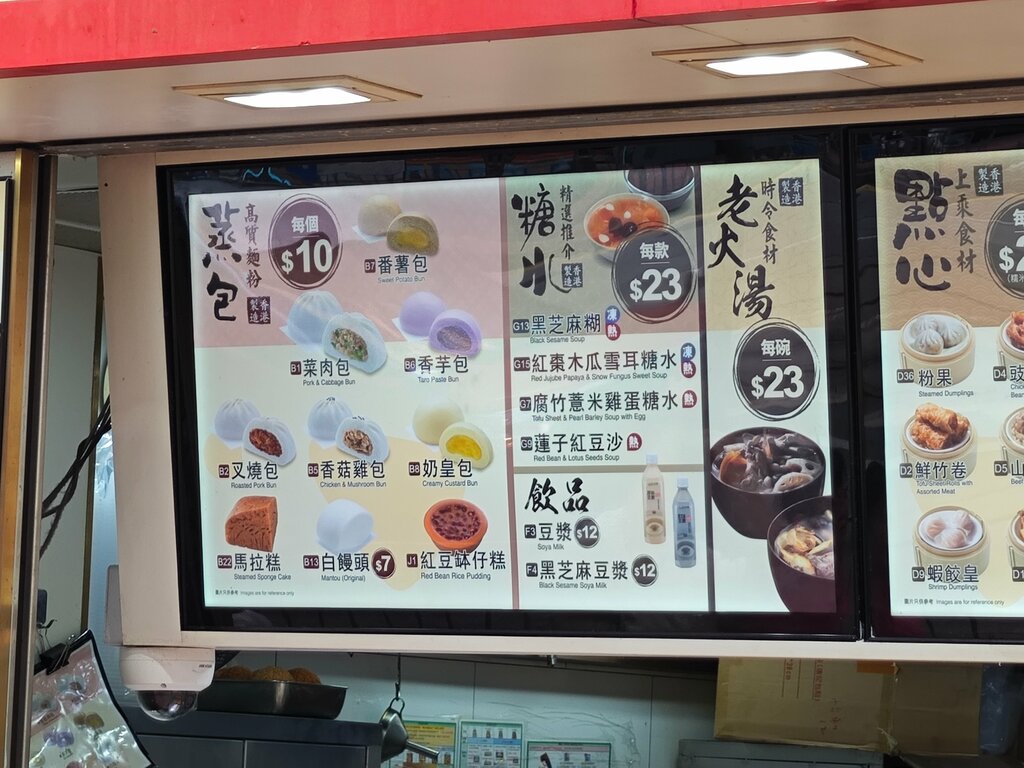 蒸包
高質麵粉
香港製造
每個
$10
B7 番薯包
Sweet Potato Bun
B1 菜肉包
Pork & Cabbage Bun
B6 香芋包
Taro Paste Bun
B2 叉燒包
Roasted Pork Bun
B5 香菇雞包
Chicken & Mushroom Bun
B8 奶皇包
Creamy Custard Bun
B22 馬拉糕
Steamed Sponge Cake
B13 白饅頭 $7
Mantou (Original)
J1 紅豆砵仔糕
Red Bean Rice Pudding
圖片只供參考 Images are for reference only
糖水
精選推介
香港製造
每款
$23
G13 黑芝麻糊 凍 熱
Black Sesame Soup
G15 紅棗木瓜雪耳糖水 凍 熱
Red Jujube Papaya & Snow Fungus Sweet Soup
G7 腐竹薏米雞蛋糖水 熱
Tofu Sheet & Pearl Barley Soup with Egg
G8 蓮子紅豆沙 熱
Red Bean & Lotus Seeds Soup
飲品
F3 豆漿 $12
Soya Milk
F4 黑芝麻豆漿 $12
Black Sesame Soya Milk
老火湯
時令食材
香港製造
每碗
$23
點心
上乘食材
香港製造
D36 粉果
Steamed Dumplings
D4
D2 鮮竹卷
Tofu Sheet Rolls with
Assorted Meat
D5 山
D9 蝦餃皇
Shrimp Dumplings
圖片只供參考 Images are for reference only